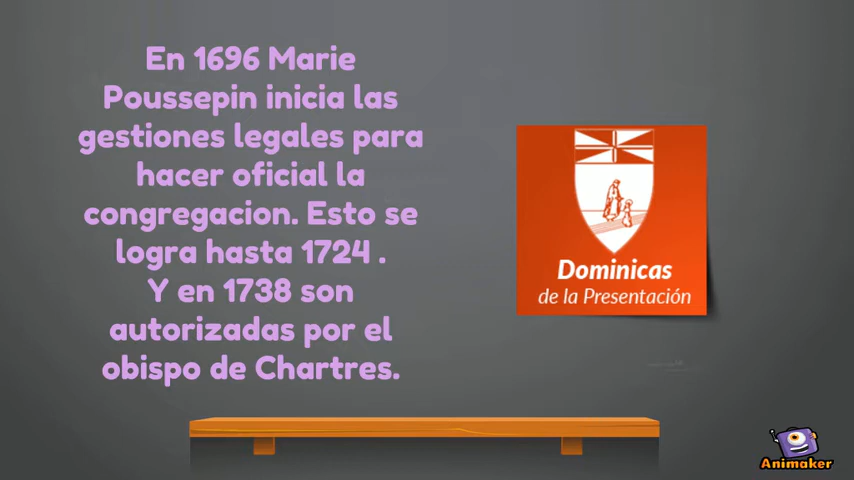 En 1696 Marie
Poussepin inicia las
gestiones legales para
hacer oficial la
congregacion. Esto se
logra hasta 1724 .
Y en 1738 son
autorizadas por el
obispo de Chartres.
Dominicas
de la Presentación
Animaker